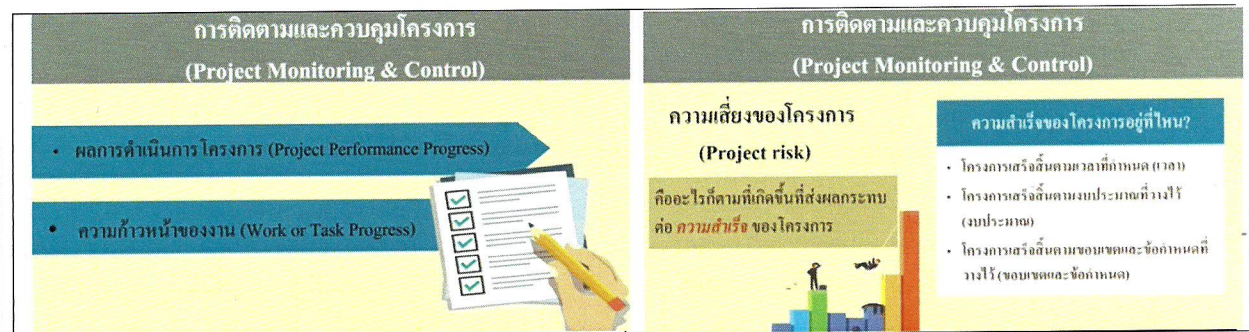 การติดตามและควบคุมโครงการ
(Project Monitoring & Control)
• ผลการดำเนินการโครงการ (Project Performance Progress)
• ความก้าวหน้าของงาน (Work or Task Progress)
การติดตามและควบคุมโครงการ
(Project Monitoring & Control)
ความเสี่ยงของโครงการ
(Project risk)
คืออะไรก็ตามที่เกิดขึ้นที่ส่งผลกระทบ
ต่อ ความสำเร็จ ของโครงการ
ความสำเร็จของโครงการอยู่ที่ไหน?
• โครงการเสร็จสิ้นตามเวลาที่กำหนด (เวลา)
• โครงการเสร็จสิ้นตามงบประมาณที่วางไว้
(งบประมาณ)
• โครงการเสร็จสิ้นตามขอบเขตและข้อกำหนดที่
วางไว้ (ขอบเขตและข้อกำหนด)